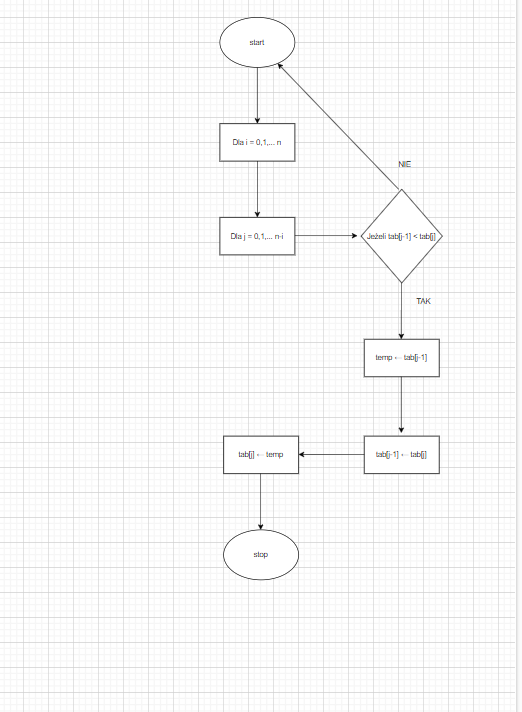 start
Dla i = 0,1,... n
NIE
Dla j = 0,1,... n-i
Jeżeli tab[j-1] < tab[j]
TAK
temp ← tab[j-1]
tab[j-1] ← tab[j]
tab[j] ← temp
stop